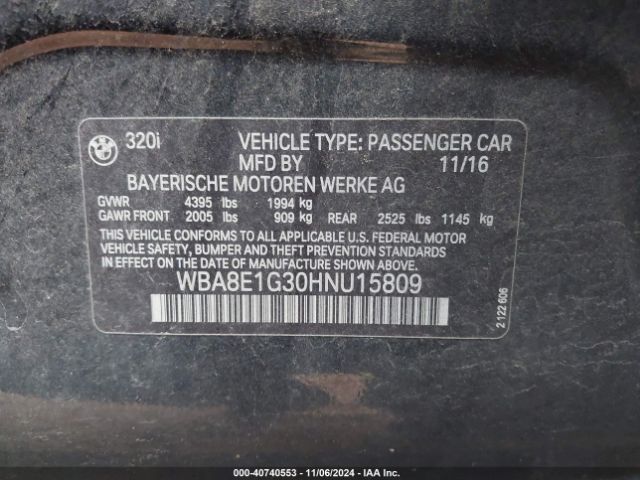 320i VEHICLE TYPE: PASSENGER CAR
MFD BY 11/16
BAYERISCHE MOTOREN WERKE AG
GVWR 4395 lbs 1994 kg
GAWR FRONT 2005 lbs 909 kg REAR 2525 lbs 1145 kg
THIS VEHICLE CONFORMS TO ALL APPLICABLE U.S. FEDERAL MOTOR
VEHICLE SAFETY, BUMPER AND THEFT PREVENTION STANDARDS
IN EFFECT ON THE DATE OF MANUFACTURE SHOWN ABOVE.
WBA8E1G30HNU15809
2 122 606
© COPART - 40740553 - 11/06/2024 - IAA Inc.